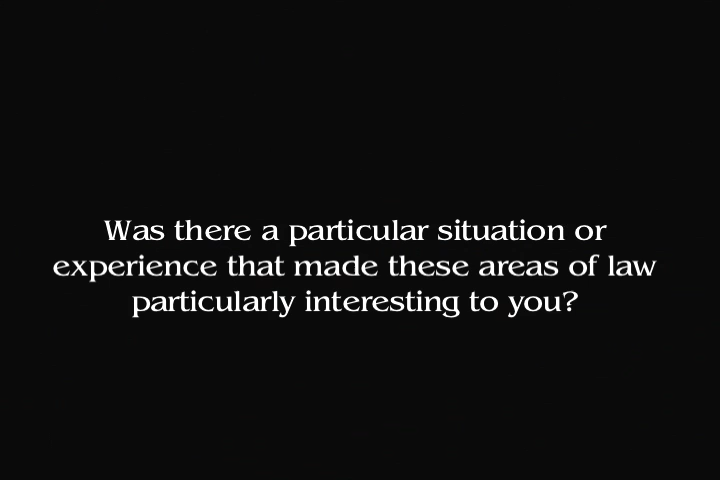 Was there a particular situation or
experience that made these areas of law
particularly interesting to you?